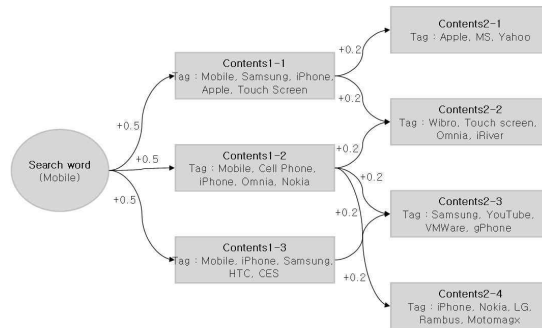 Search word
(Mobile)
+0.5
+0.5
+0.5
Contents1-1
Tag : Mobile, Samsung, iPhone,
Apple, Touch Screen
Contents1-2
Tag : Mobile, Cell Phone,
iPhone, Omnia, Nokia
Contents1-3
Tag : Mobile, iPhone, Samsung,
HTC, CES
+0.2
+0.2
+0.2
+0.2
+0.2
+0.2
Contents2-1
Tag : Apple, MS, Yahoo
Contents2-2
Tag : Wibro, Touch screen,
Omnia, iRiver
Contents2-3
Tag : Samsung, YouTube,
VMWare, gPhone
Contents2-4
Tag : iPhone, Nokia, LG,
Rambus, Motomagx